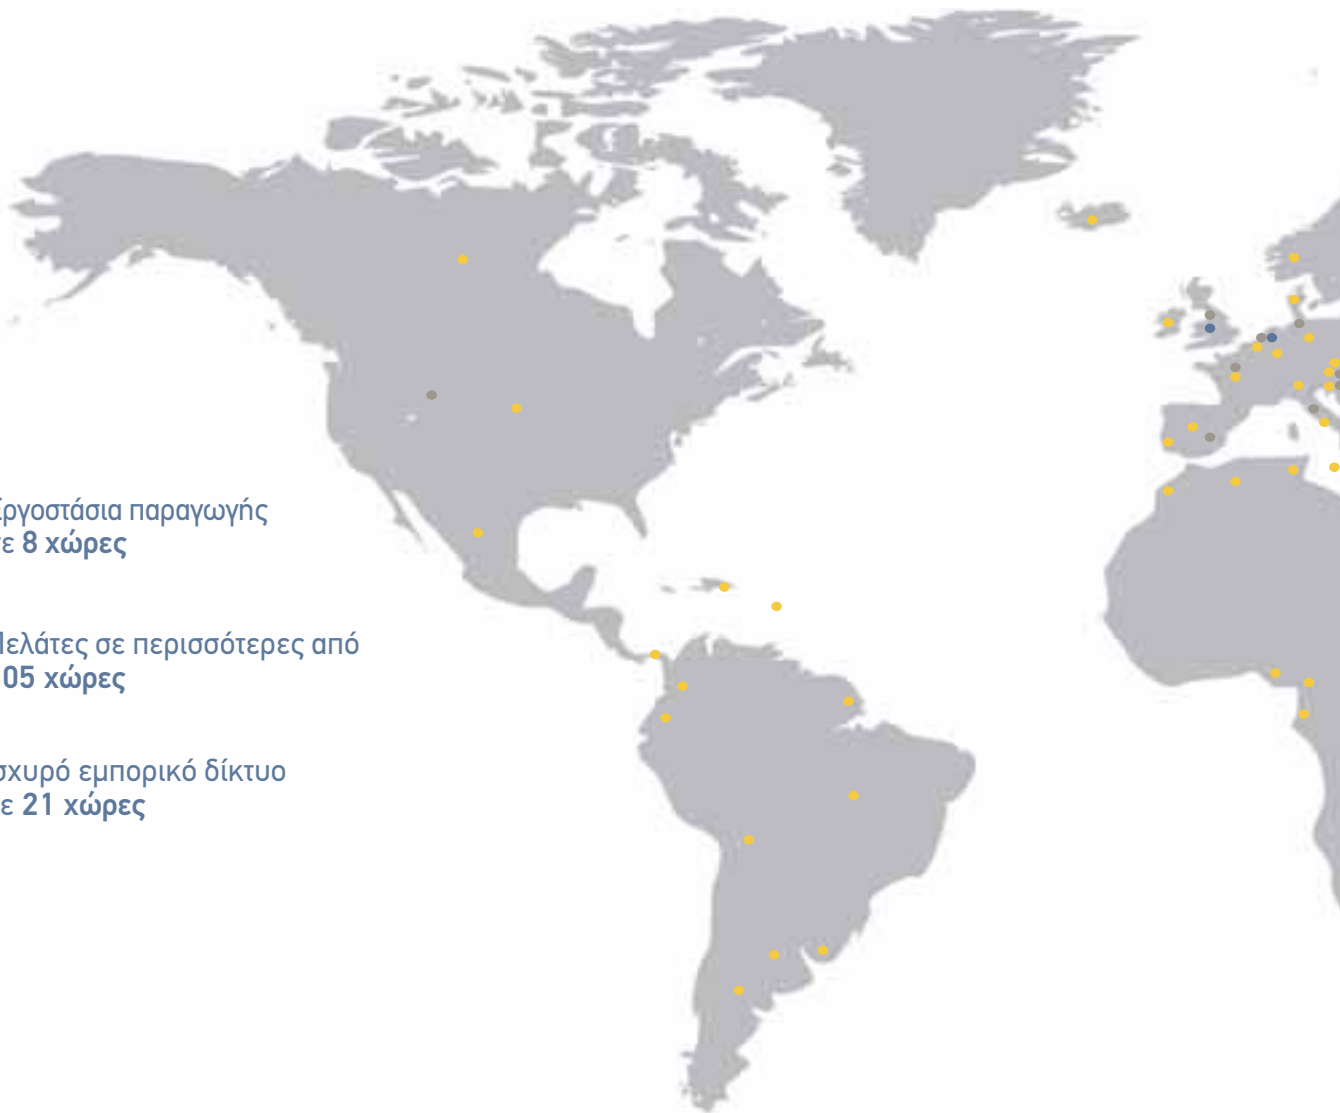 ργοστάσια παραγωγής
ε 8 χώρες
ελάτες σε περισσότερες από
05 χώρες
σχυρό εμπορικό δίκτυο
ε 21 χώρες